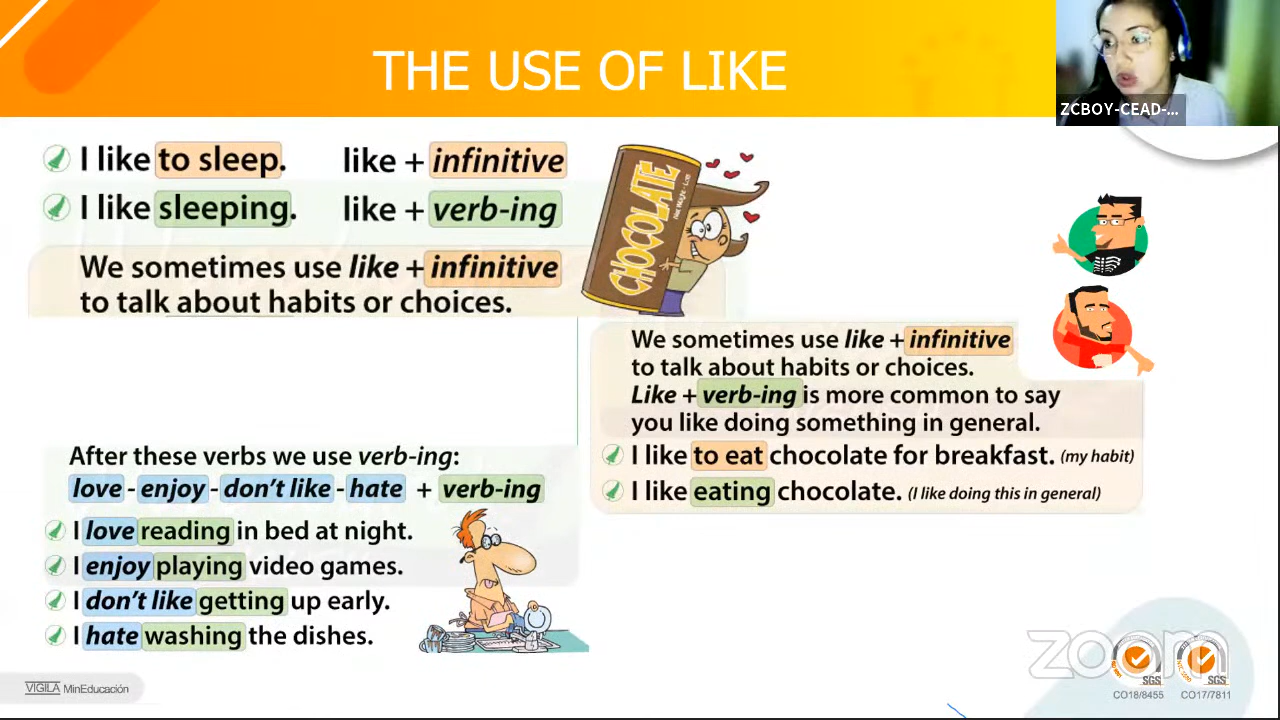 THE USE OF LIKE
ZCBOY-CEAD-...
I like to sleep. like + infinitive
I like sleeping. like + verb-ing
We sometimes use like + infinitive
to talk about habits or choices.
CHOCOLATE
We sometimes use like + infinitive
to talk about habits or choices.
Like + verb-ing is more common to say
you like doing something in general.
I like to eat chocolate for breakfast. (my habit)
I like eating chocolate. (I like doing this in general)
After these verbs we use verb-ing:
love - enjoy - don't like - hate + verb-ing
I love reading in bed at night.
I enjoy playing video games.
I don't like getting up early.
I hate washing the dishes.
VIGILA MinEducación
zoom
SGS SGS
CO18/8455 CO17/7811